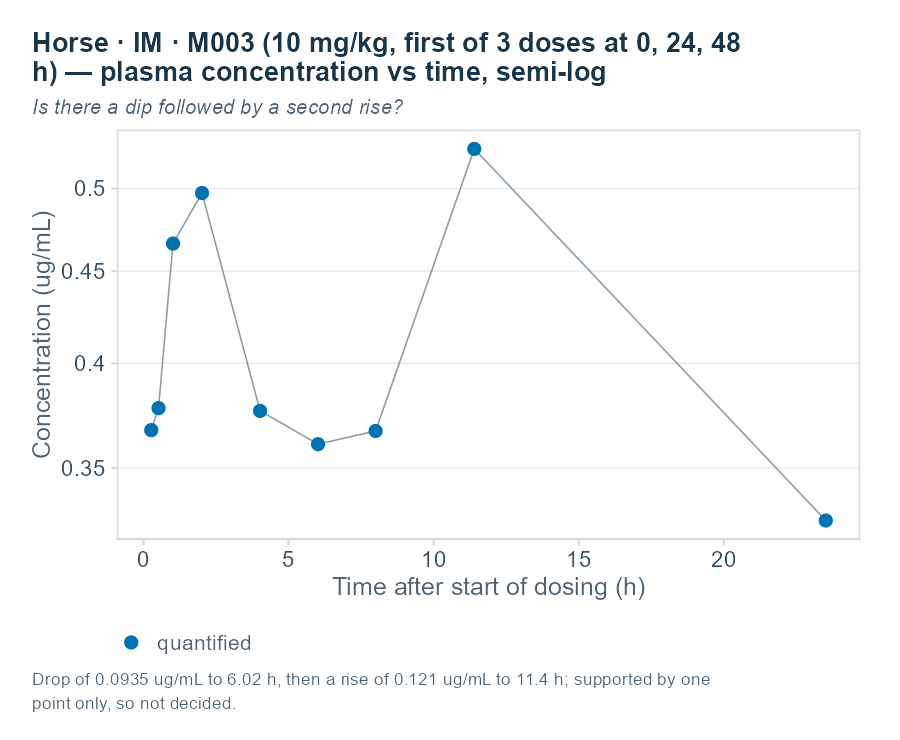 Horse · IM · M003 (10 mg/kg, first of 3 doses at 0, 24, 48
h) — plasma concentration vs time, semi-log
Is there a dip followed by a second rise?
Concentration (ug/mL)
0.5
0.45
0.4
0.35
0 5 10 15 20
Time after start of dosing (h)
quantified
Drop of 0.0935 ug/mL to 6.02 h, then a rise of 0.121 ug/mL to 11.4 h; supported by one
point only, so not decided.